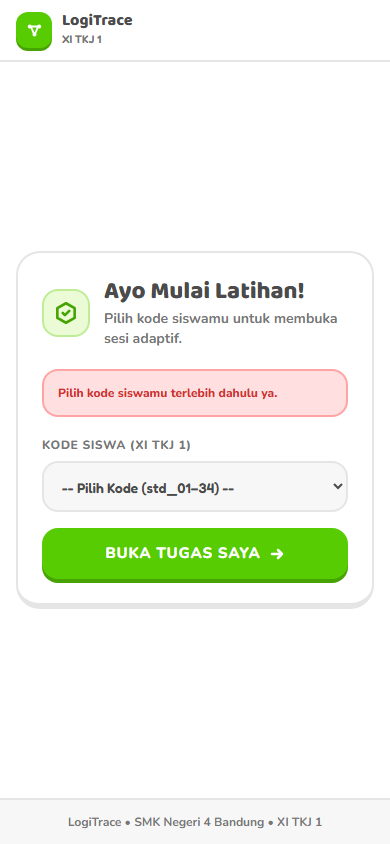 LogiTrace
XI TKJ 1
Ayo Mulai Latihan!
Pilih kode siswamu untuk membuka
sesi adaptif.
Pilih kode siswamu terlebih dahulu ya.
KODE SISWA (XI TKJ 1)
-- Pilih Kode (std_01–34) --
BUKA TUGAS SAYA →
LogiTrace • SMK Negeri 4 Bandung • XI TKJ 1